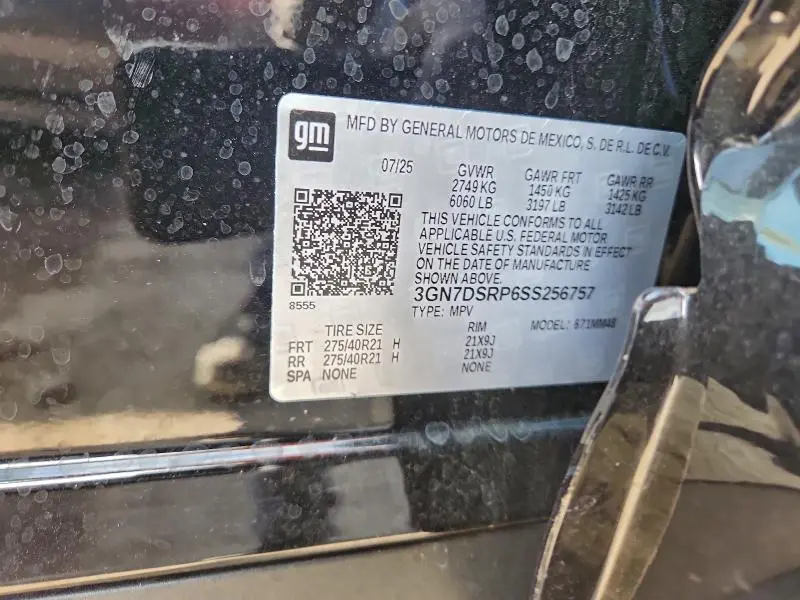 gm
MFD BY GENERAL MOTORS DE MEXICO, S. DE R.L. DE C.V.
07/25 GVWR GAWR FRT GAWR RR
2749 KG 1450 KG 1425 KG
6060 LB 3197 LB 3142 LB
THIS VEHICLE CONFORMS TO ALL
APPLICABLE U.S. FEDERAL MOTOR
VEHICLE SAFETY STANDARDS IN EFFECT
ON THE DATE OF MANUFACTURE
SHOWN ABOVE.
3GN7DSRP6SS256757
8555
TYPE: MPV MODEL: 671MM48
TIRE SIZE RIM
FRT 275/40R21 H 21X9J
RR 275/40R21 H 21X9J
SPA NONE NONE